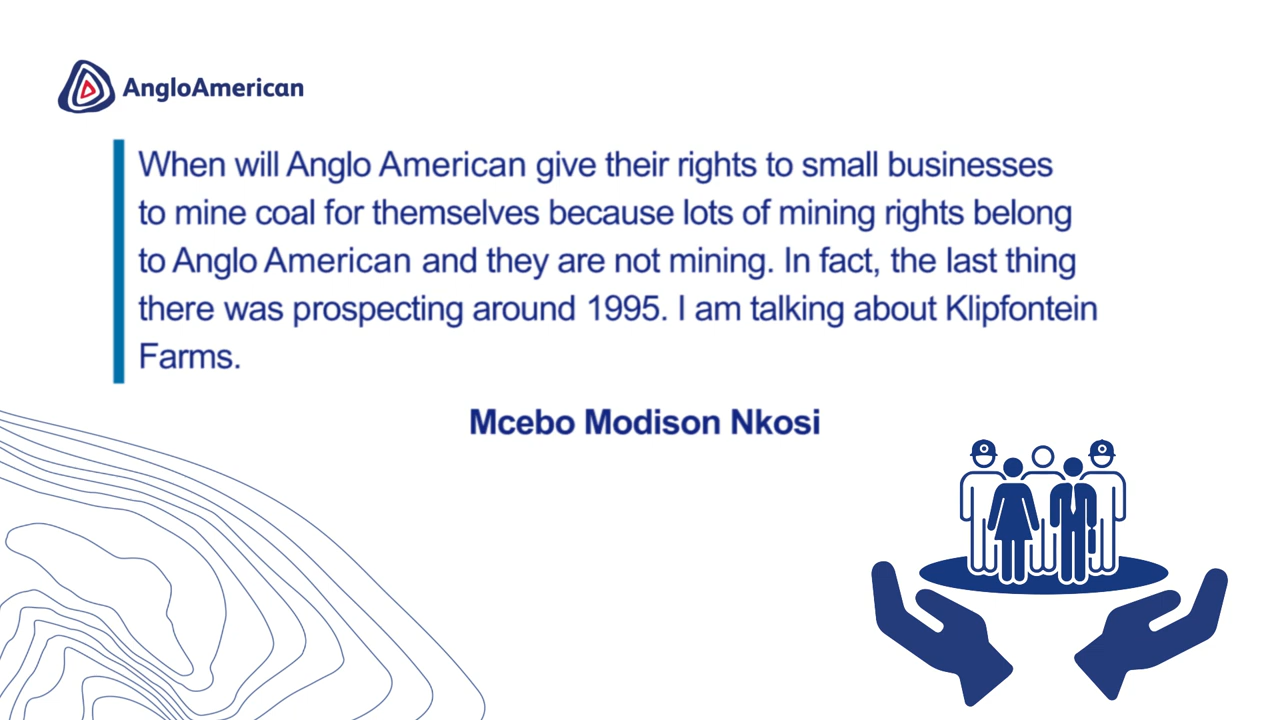 AngloAmerican
When will Anglo American give their rights to small businesses
to mine coal for themselves because lots of mining rights belong
to Anglo American and they are not mining. In fact, the last thing
there was prospecting around 1995. I am talking about Klipfontein
Farms.
Mcebo Modison Nkosi